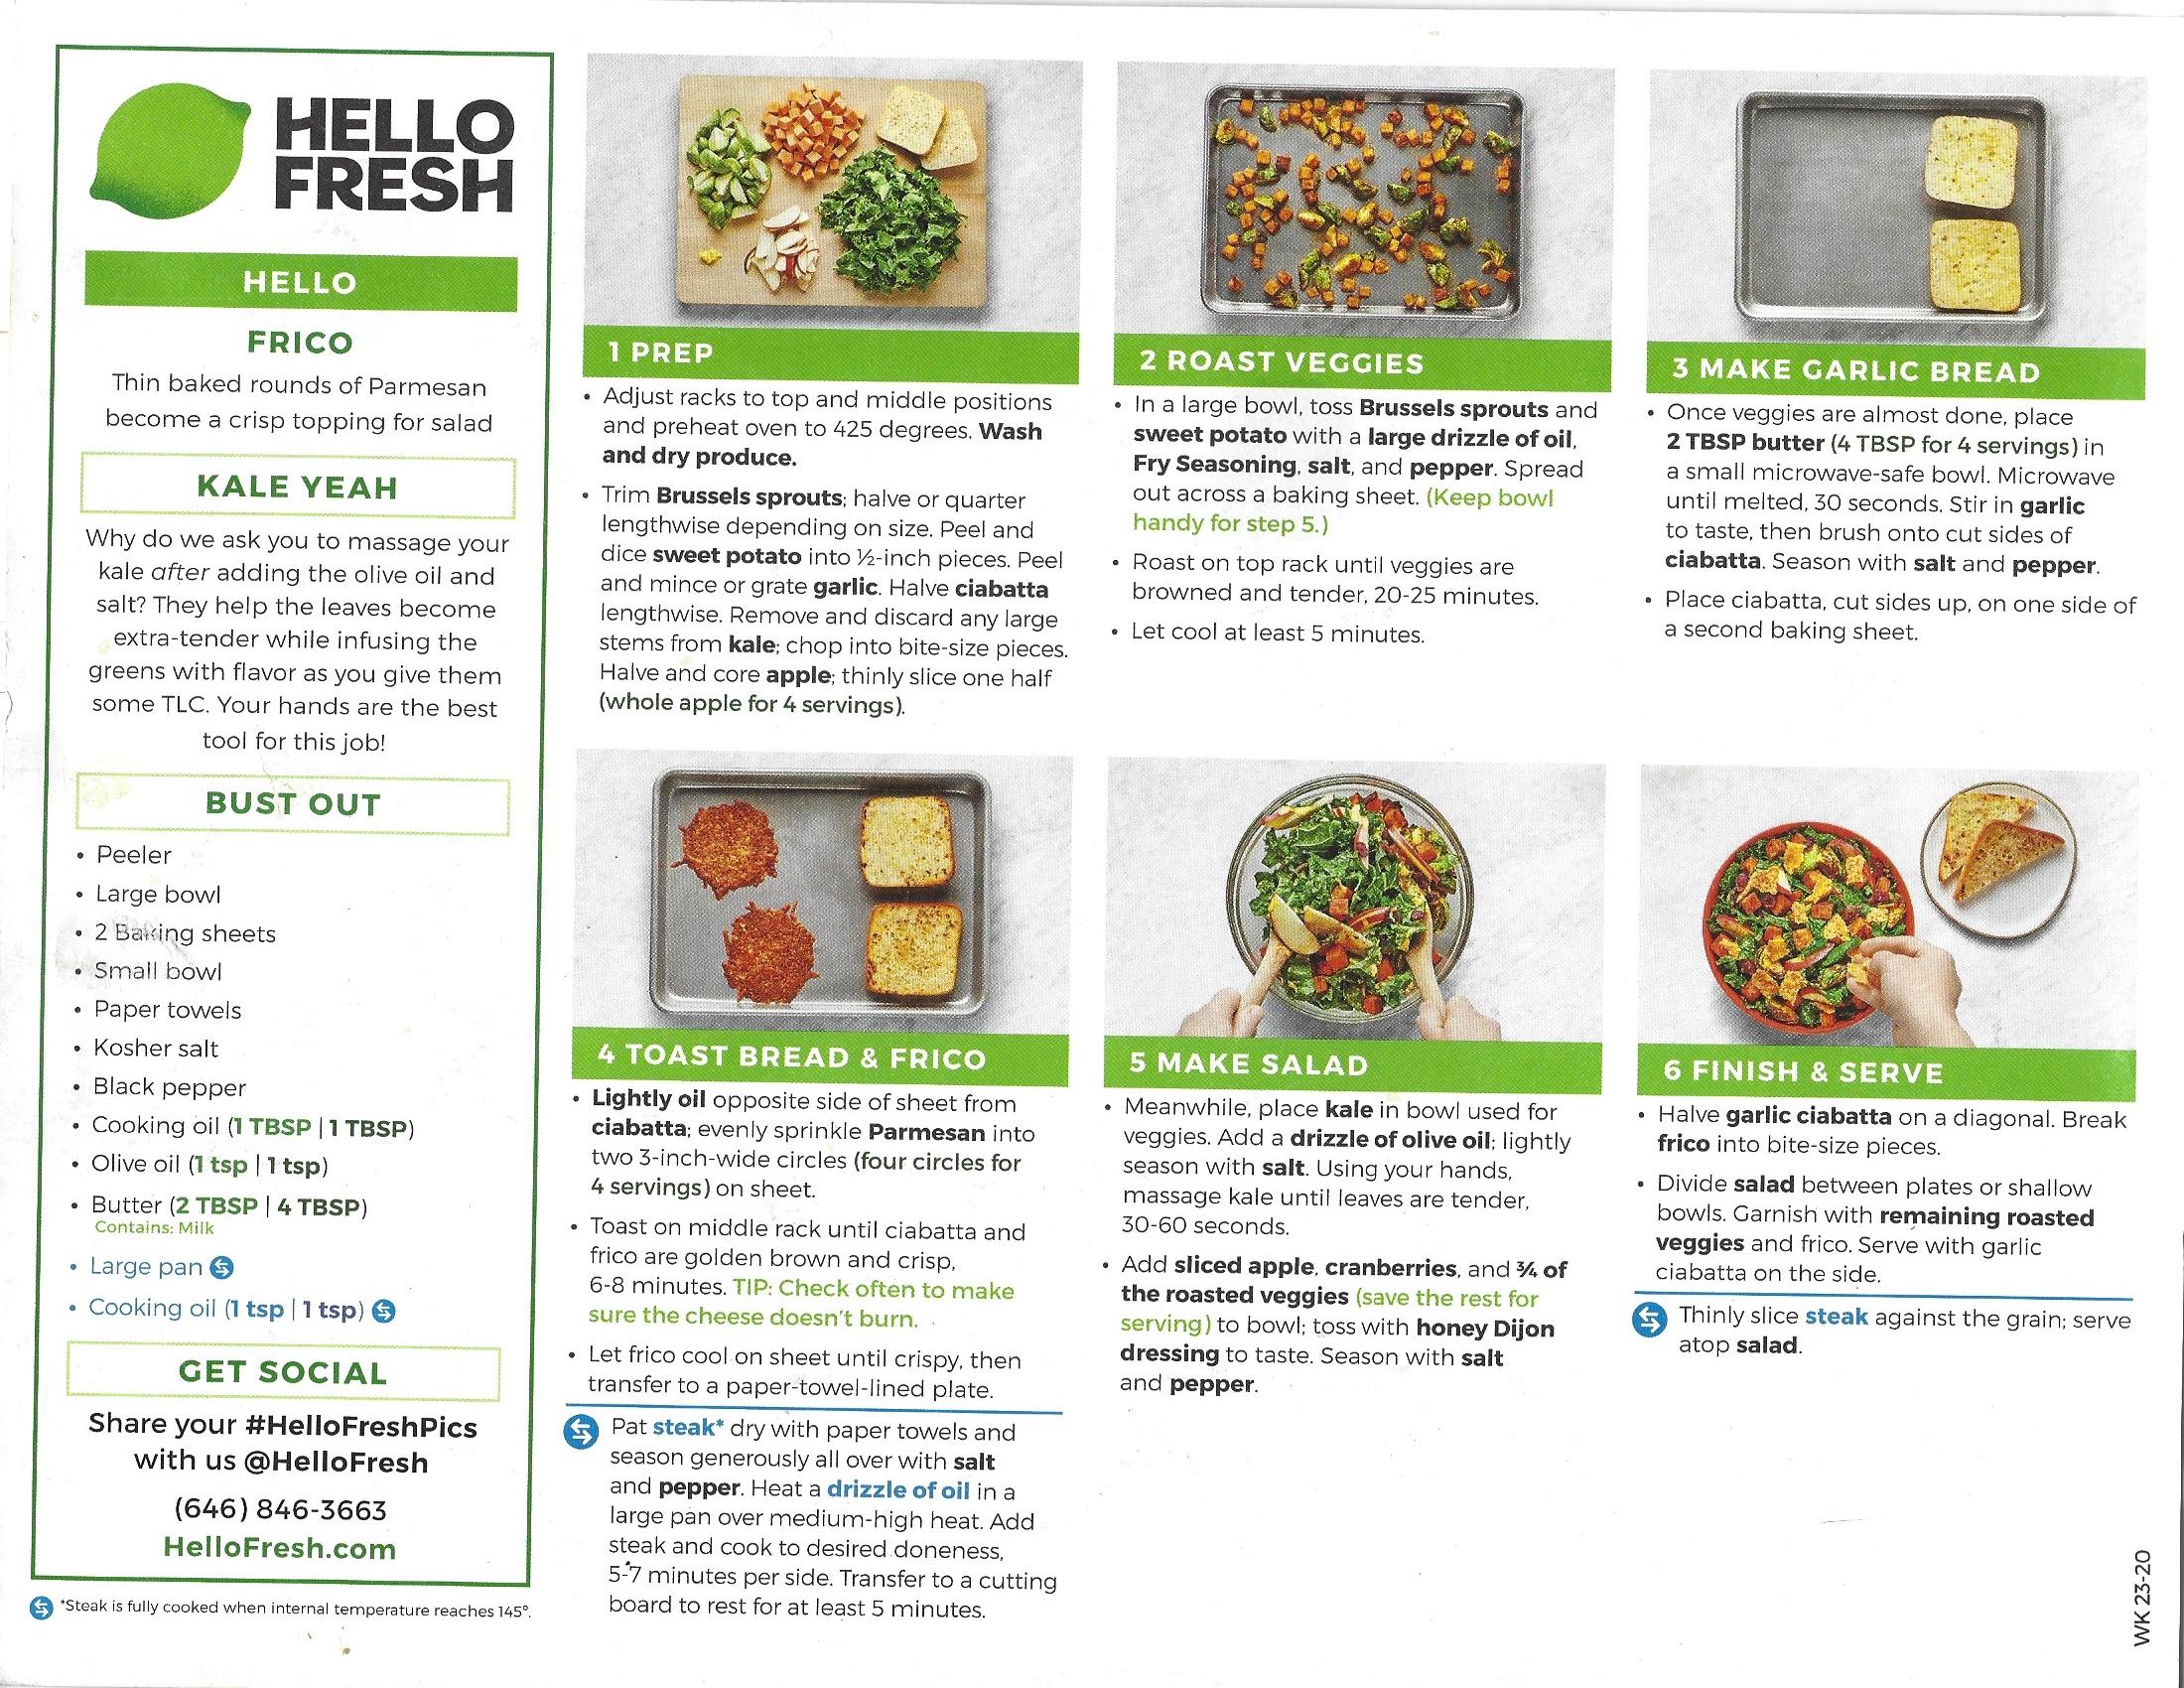 HELLO
FRESH
HELLO
FRICO
Thin baked rounds of Parmesan
become a crisp topping for salad
KALE YEAH
Why do we ask you to massage your
kale after adding the olive oil and
salt? They help the leaves become
extra-tender while infusing the
greens with flavor as you give them
some TLC. Your hands are the best
tool for this job!
BUST OUT
• Peeler
• Large bowl
• 2 Baking sheets
• Small bowl
• Paper towels
• Kosher salt
• Black pepper
• Cooking oil (1 TBSP | 1 TBSP)
• Olive oil (1 tsp | 1 tsp)
• Butter (2 TBSP | 4 TBSP)
Contains: Milk
• Large pan
• Cooking oil (1 tsp | 1 tsp)
GET SOCIAL
Share your #HelloFreshPics
with us @HelloFresh
(646) 846-3663
HelloFresh.com
*Steak is fully cooked when internal temperature reaches 145°.
1 PREP
• Adjust racks to top and middle positions
and preheat oven to 425 degrees. Wash
and dry produce.
• Trim Brussels sprouts; halve or quarter
lengthwise depending on size. Peel and
dice sweet potato into ½-inch pieces. Peel
and mince or grate garlic. Halve ciabatta
lengthwise. Remove and discard any large
stems from kale; chop into bite-size pieces.
Halve and core apple; thinly slice one half
(whole apple for 4 servings).
2 ROAST VEGGIES
• In a large bowl, toss Brussels sprouts and
sweet potato with a large drizzle of oil,
Fry Seasoning, salt, and pepper. Spread
out across a baking sheet. (Keep bowl
handy for step 5.)
• Roast on top rack until veggies are
browned and tender, 20-25 minutes.
• Let cool at least 5 minutes.
3 MAKE GARLIC BREAD
• Once veggies are almost done, place
2 TBSP butter (4 TBSP for 4 servings) in
a small microwave-safe bowl. Microwave
until melted, 30 seconds. Stir in garlic
to taste, then brush onto cut sides of
ciabatta. Season with salt and pepper.
• Place ciabatta, cut sides up, on one side of
a second baking sheet.
4 TOAST BREAD & FRICO
• Lightly oil opposite side of sheet from
ciabatta; evenly sprinkle Parmesan into
two 3-inch-wide circles (four circles for
4 servings) on sheet.
• Toast on middle rack until ciabatta and
frico are golden brown and crisp,
6-8 minutes. TIP: Check often to make
sure the cheese doesn't burn.
• Let frico cool on sheet until crispy, then
transfer to a paper-towel-lined plate.
Pat steak* dry with paper towels and
season generously all over with salt
and pepper. Heat a drizzle of oil in a
large pan over medium-high heat. Add
steak and cook to desired doneness,
5-7 minutes per side. Transfer to a cutting
board to rest for at least 5 minutes.
5 MAKE SALAD
• Meanwhile, place kale in bowl used for
veggies. Add a drizzle of olive oil; lightly
season with salt. Using your hands,
massage kale until leaves are tender,
30-60 seconds.
• Add sliced apple, cranberries, and ¾ of
the roasted veggies (save the rest for
serving) to bowl; toss with honey Dijon
dressing to taste. Season with salt
and pepper.
6 FINISH & SERVE
• Halve garlic ciabatta on a diagonal. Break
frico into bite-size pieces.
• Divide salad between plates or shallow
bowls. Garnish with remaining roasted
veggies and frico. Serve with garlic
ciabatta on the side.
Thinly slice steak against the grain; serve
atop salad.
WK 23-20